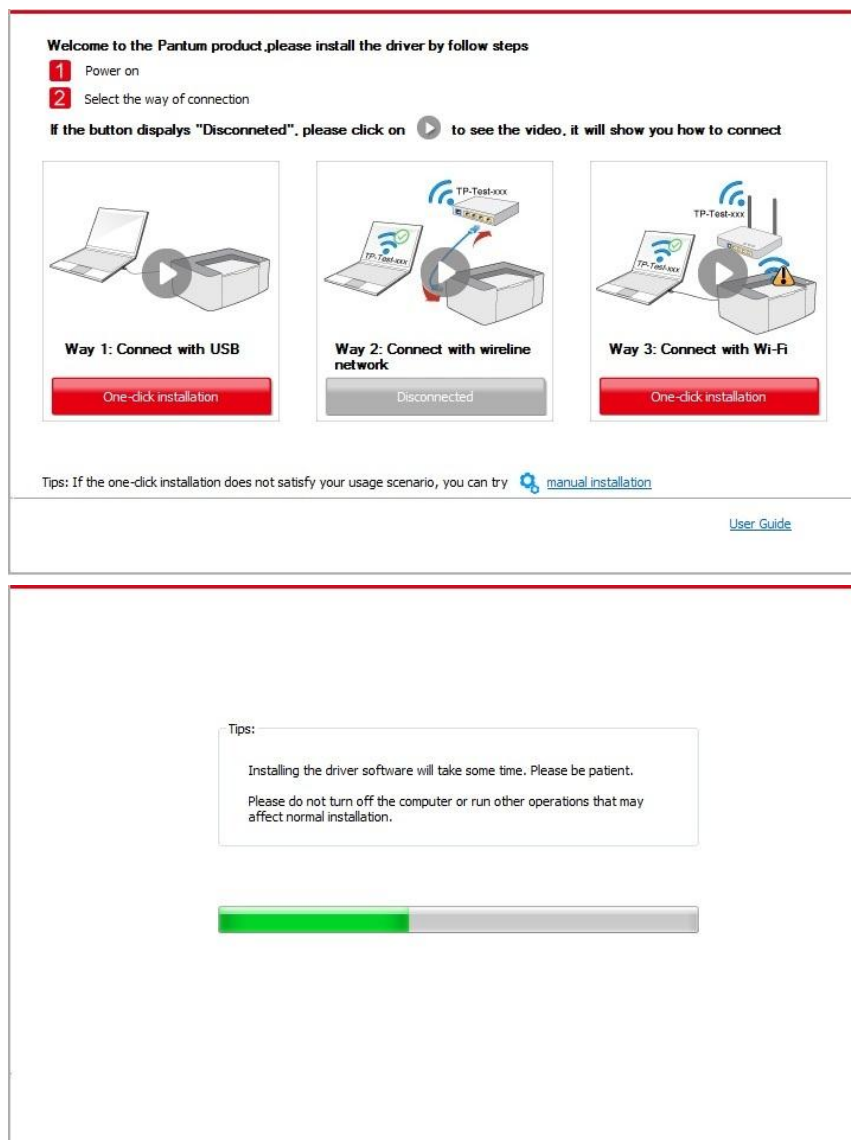 Welcome to the Pantum product,please install the driver by follow steps
1 Power on
2 Select the way of connection
If the button dispalys "Disconneted", please click on to see the video, it will show you how to connect
TP-Test-xxx
TP-Test-xxx
TP-Test-xxx
TP-Test-xxx
Way 1: Connect with USB
One-click installation
Way 2: Connect with wireline
network
Disconnected
Way 3: Connect with Wi-Fi
One-click installation
Tips: If the one-click installation does not satisfy your usage scenario, you can try manual installation
User Guide
Tips:
Installing the driver software will take some time. Please be patient.
Please do not turn off the computer or run other operations that may
affect normal installation.